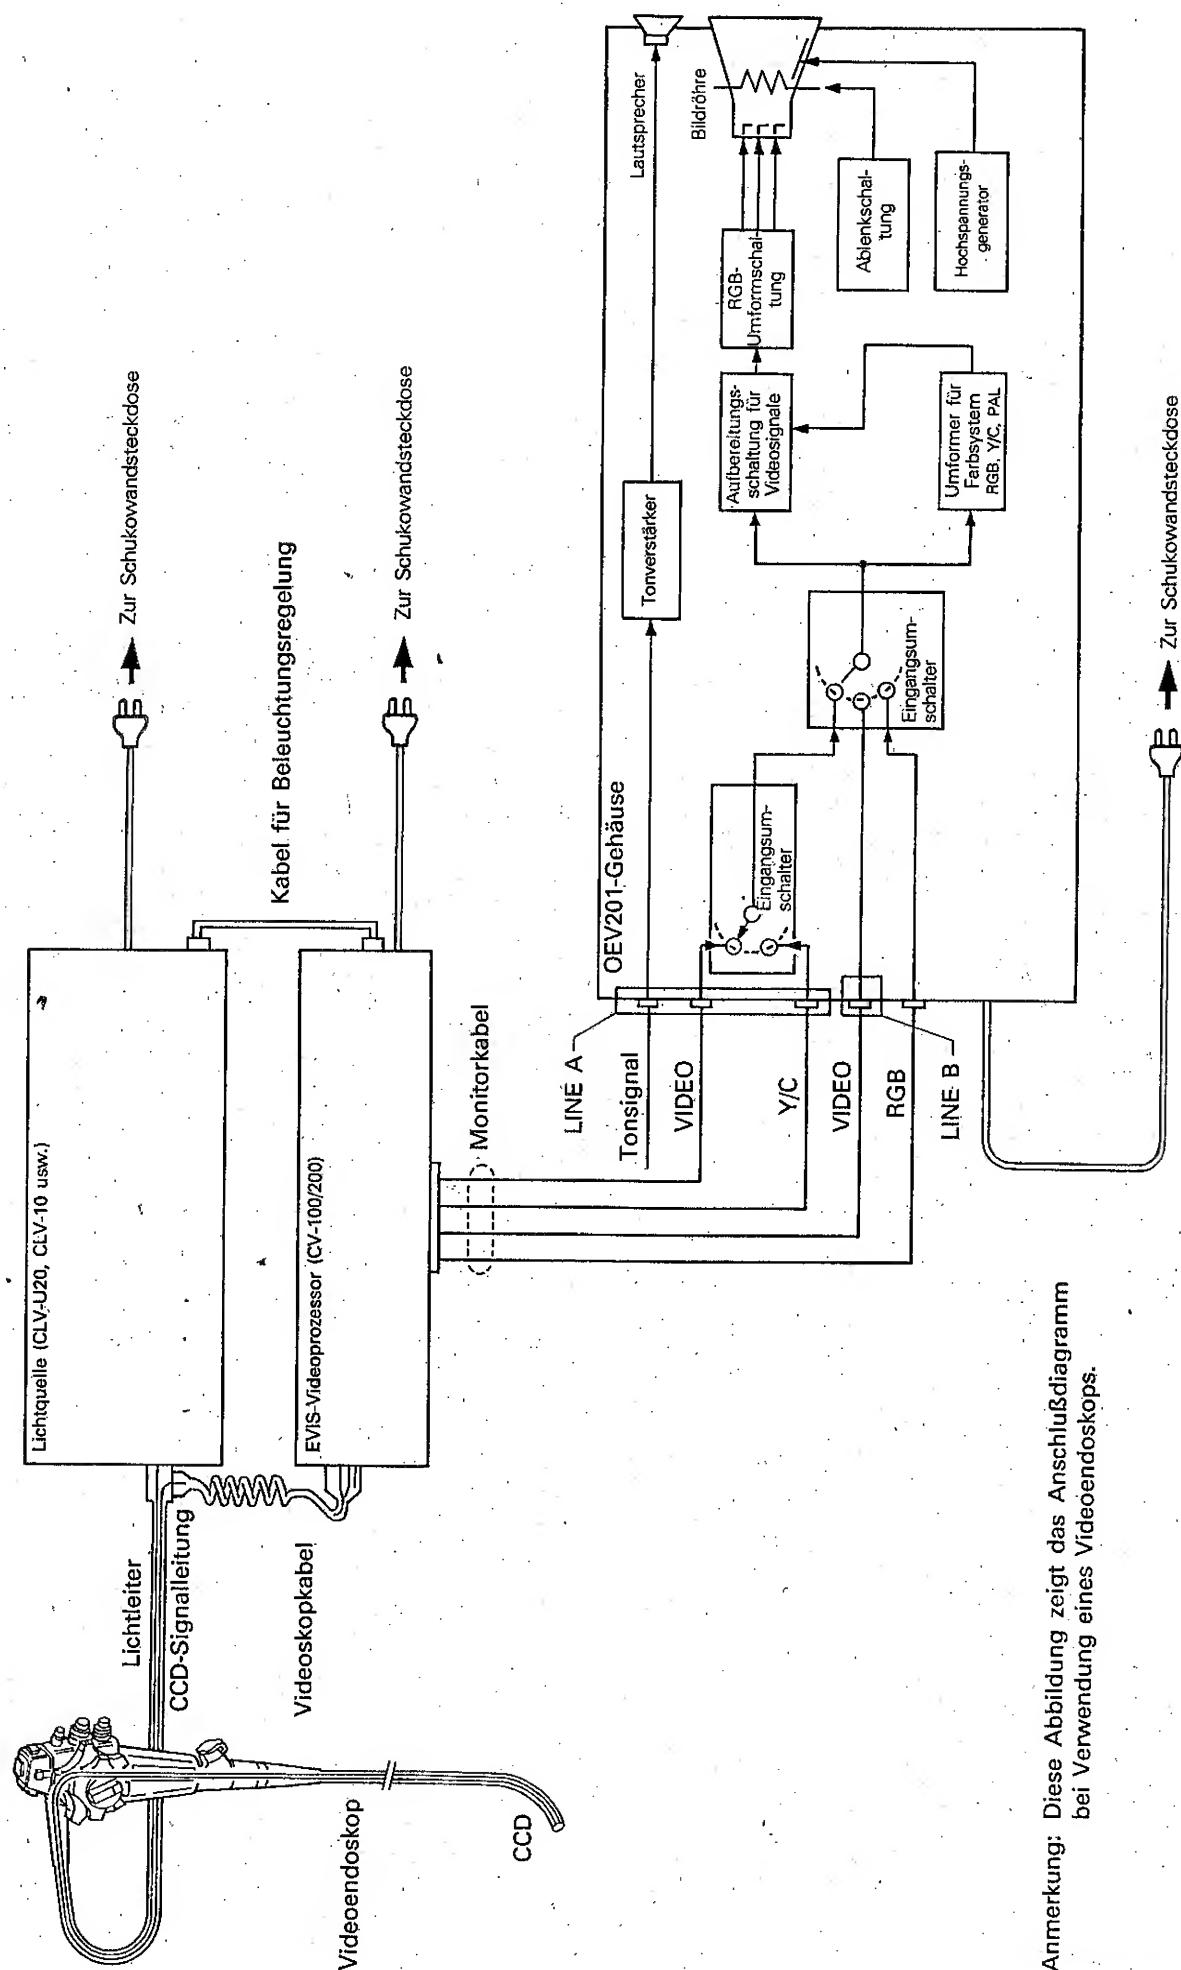 Videoendoskop
CCD
Lichtleiter
CCD-Signalleitung
Videoskopkabel
Lichtquelle (CLV-U20, CLV-10 usw.)
EVIS-Videoprozessor (CV-100/200)
Zur Schukowandsteckdose
Kabel für Beleuchtungsregelung
Zur Schukowandsteckdose
Monitorkabel
LINE A
Tonsignal
VIDEO
Y/C
VIDEO
RGB
LINE B
OEV201-Gehäuse
Eingangsum-
schalter
Eingangsum-
schalter
Tonverstärker
Lautsprecher
Bildröhre
Aufbereitungs-
schaltung für
Videosignale
RGB-
Umformschal-
tung
Umformer für
Farbsystem
RGB, Y/C, PAL
Ablenkschal-
tung
Hochspannungs-
generator
Zur Schukowandsteckdose
Anmerkung: Diese Abbildung zeigt das Anschlußdiagramm
bei Verwendung eines Videoendoskops.